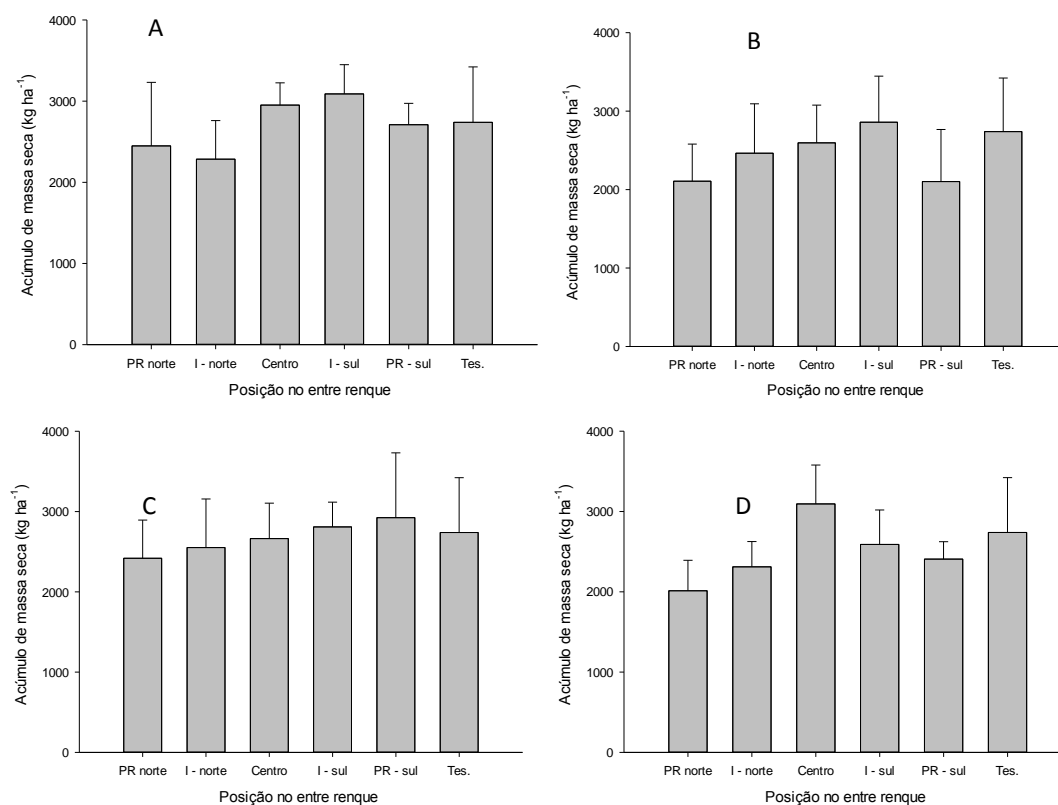 A
Acúmulo de massa seca (kg ha⁻¹)
4000
3000
2000
1000
0
PR norte I - norte Centro I - sul PR - sul Tes.
Posição no entre renque
B
Acúmulo de massa seca (kg ha⁻¹)
4000
3000
2000
1000
0
PR norte I - norte Centro I - sul PR - sul Tes.
Posição no entre renque
C
Acúmulo de massa seca (kg ha⁻¹)
4000
3000
2000
1000
0
PR norte I - norte Centro I - sul PR - sul Tes.
Posição no entre renque
D
Acúmulo de massa seca (kg ha⁻¹)
4000
3000
2000
1000
0
PR norte I - norte Centro I - sul PR - sul Tes.
Posição no entre renque